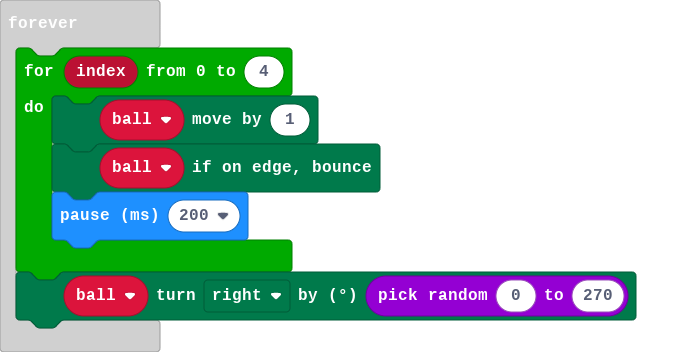 forever
for index from 0 to 4
do
ball move by 1
ball if on edge, bounce
pause (ms) 200
ball turn right by (°) pick random 0 to 270